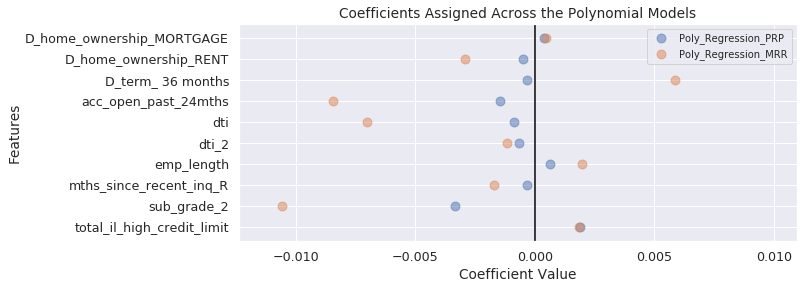 Coefficients Assigned Across the Polynomial Models
Poly_Regression_PRP
Poly_Regression_MRR
D_home_ownership_MORTGAGE
D_home_ownership_RENT
D_term_ 36 months
acc_open_past_24mths
dti
dti_2
emp_length
mths_since_recent_inq_R
sub_grade_2
total_il_high_credit_limit
Features
−0.010 −0.005 0.000 0.005 0.010
Coefficient Value